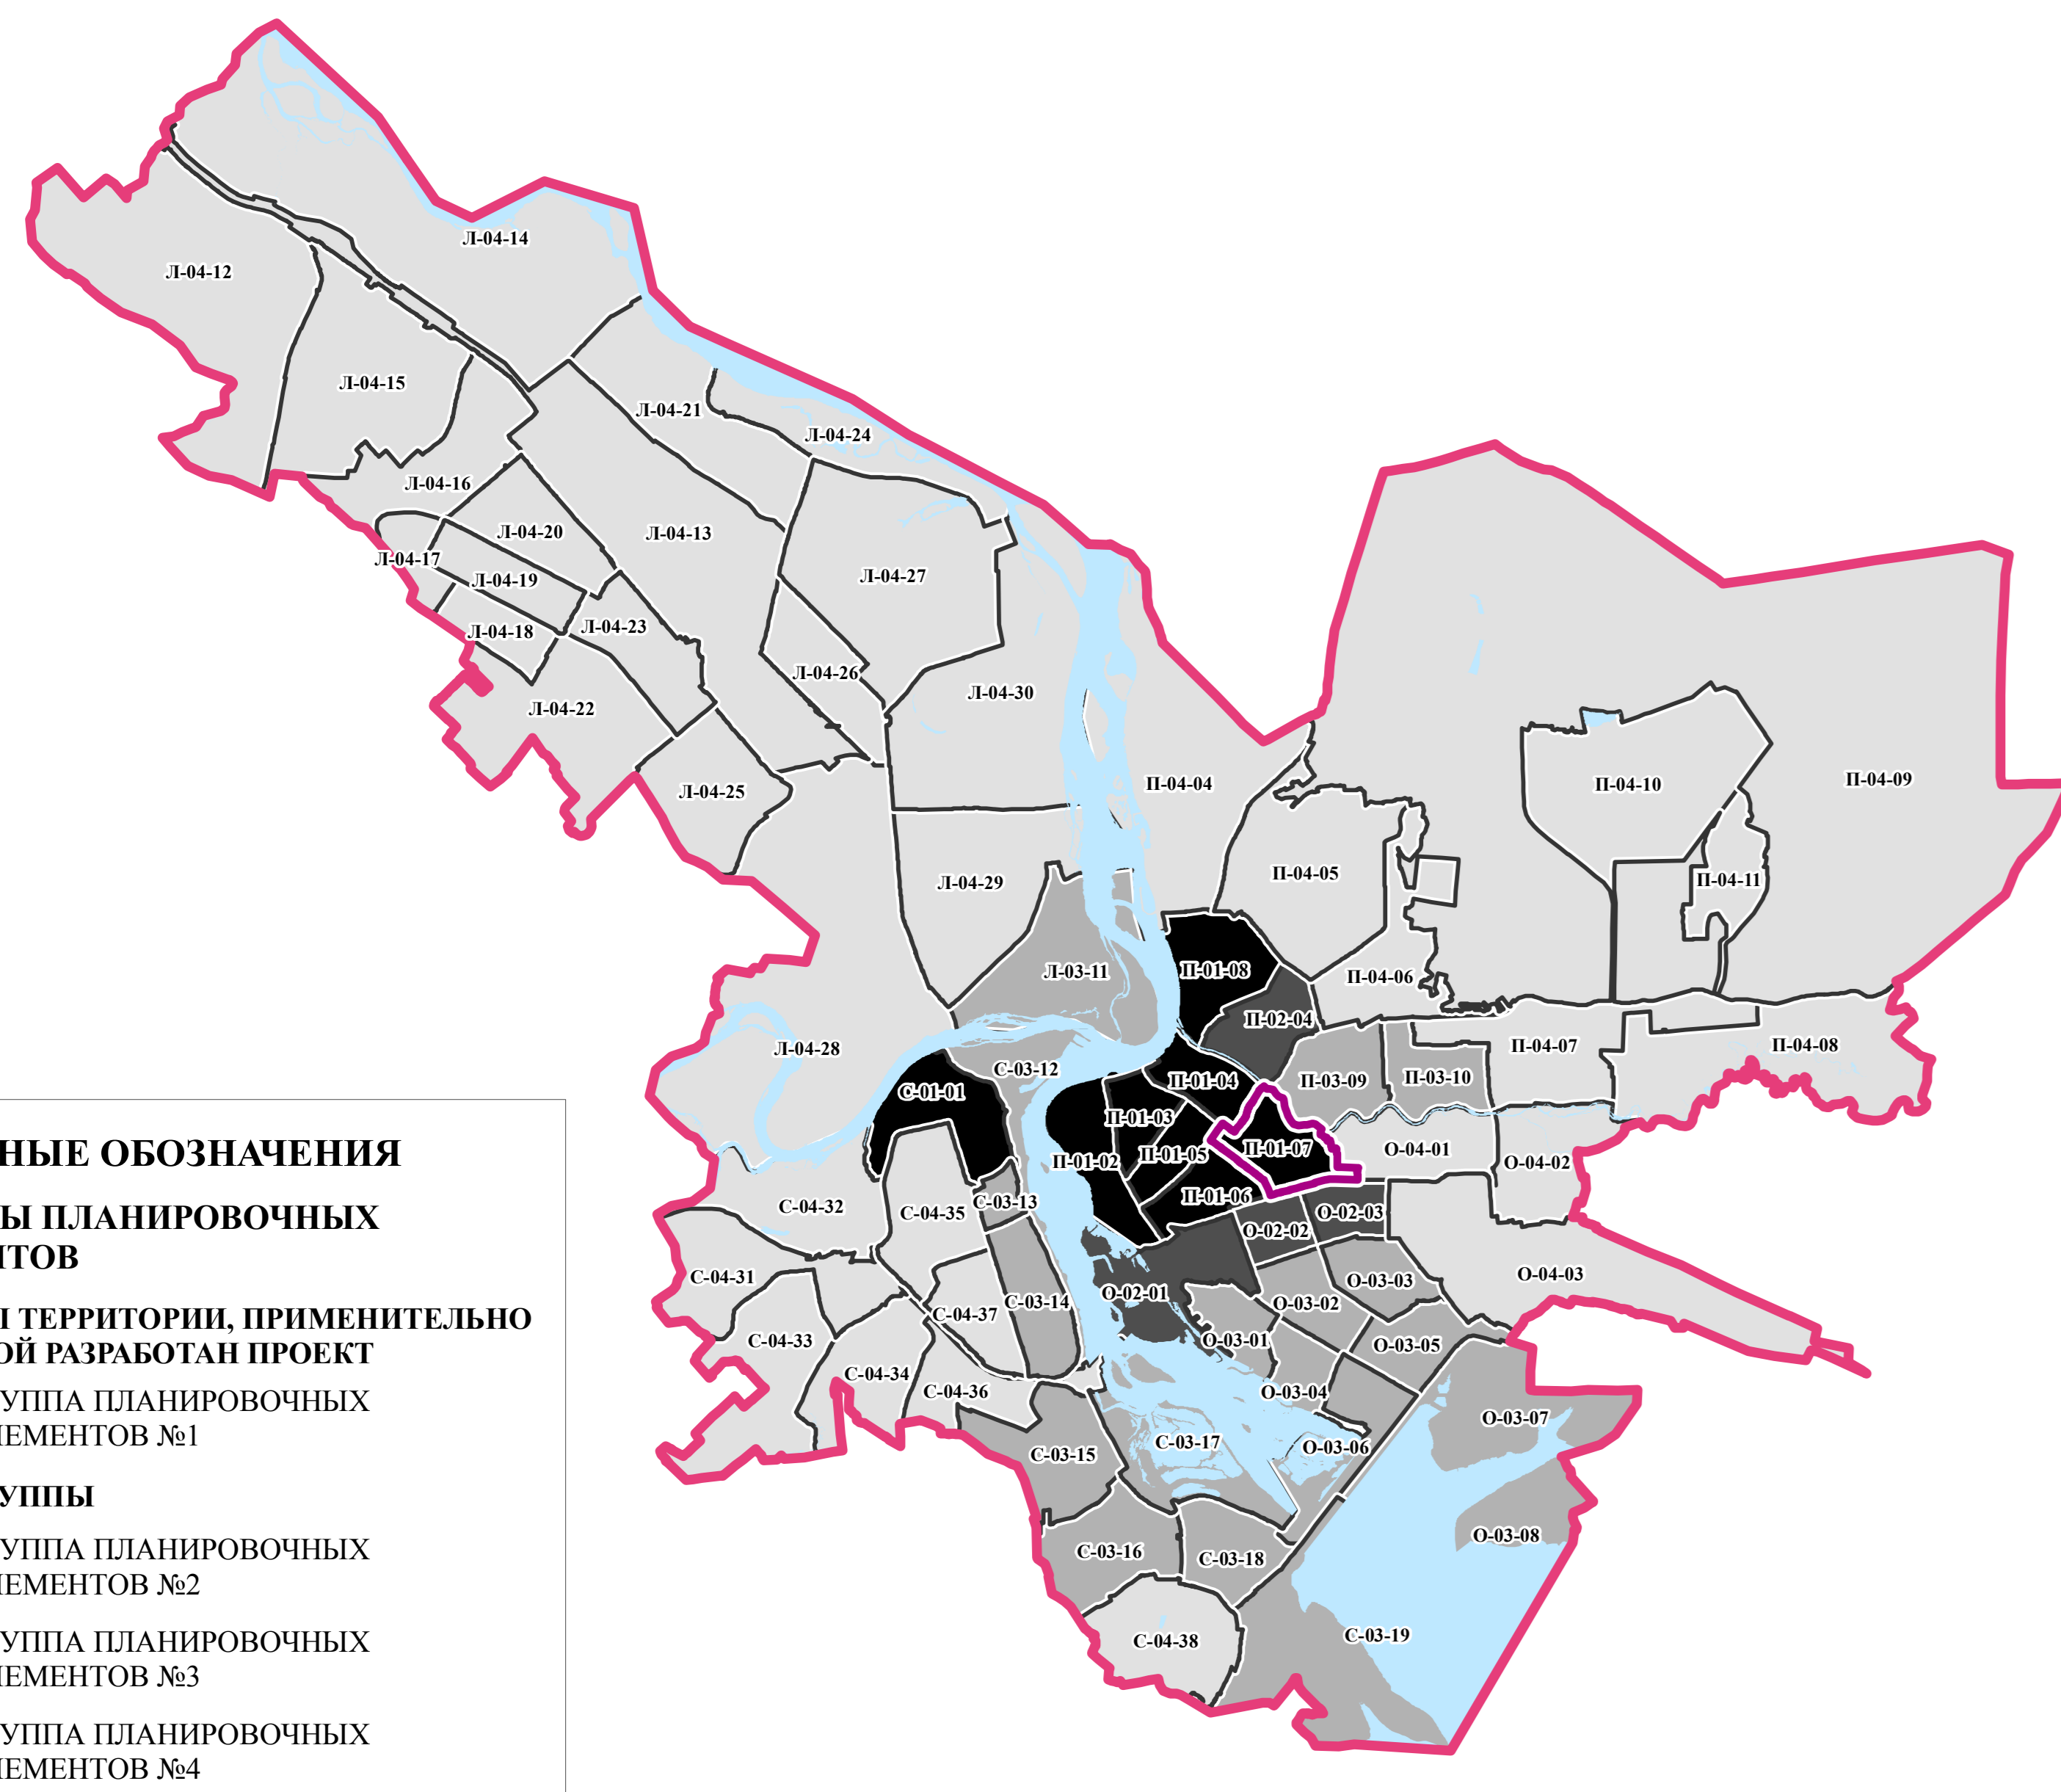 Л-04-14
Л-04-12
Л-04-15
Л-04-21
Л-04-24
Л-04-16
Л-04-20
Л-04-13
Л-04-17
Л-04-19
Л-04-27
Л-04-18
Л-04-23
Л-04-26
Л-04-30
Л-04-22
Л-04-25
П-04-04
П-04-10
П-04-09
Л-04-29
П-04-05
П-04-11
Л-03-11
П-01-08
П-04-06
П-02-04
Л-04-28
С-03-12
П-04-07
П-04-08
С-01-01
П-01-04
П-03-09
П-03-10
П-01-03
П-01-02
П-01-05
П-01-07
О-04-01
О-04-02
С-04-32
С-04-35
С-03-13
П-01-06
О-02-02
О-02-03
С-04-31
О-02-01
О-03-03
О-04-03
С-04-33
С-04-37
С-03-14
О-03-02
О-03-01
О-03-05
С-04-34
С-04-36
О-03-04
О-03-07
С-03-15
С-03-17
О-03-06
С-03-16
С-03-18
О-03-08
С-04-38
С-03-19
НЫЕ ОБОЗНАЧЕНИЯ
Ы ПЛАНИРОВОЧНЫХ
НТОВ
Ы ТЕРРИТОРИИ, ПРИМЕНИТЕЛЬНО
ОЙ РАЗРАБОТАН ПРОЕКТ
УППА ПЛАНИРОВОЧНЫХ
ЛЕМЕНТОВ №1
УППЫ
УППА ПЛАНИРОВОЧНЫХ
ЛЕМЕНТОВ №2
УППА ПЛАНИРОВОЧНЫХ
ЛЕМЕНТОВ №3
УППА ПЛАНИРОВОЧНЫХ
ЛЕМЕНТОВ №4